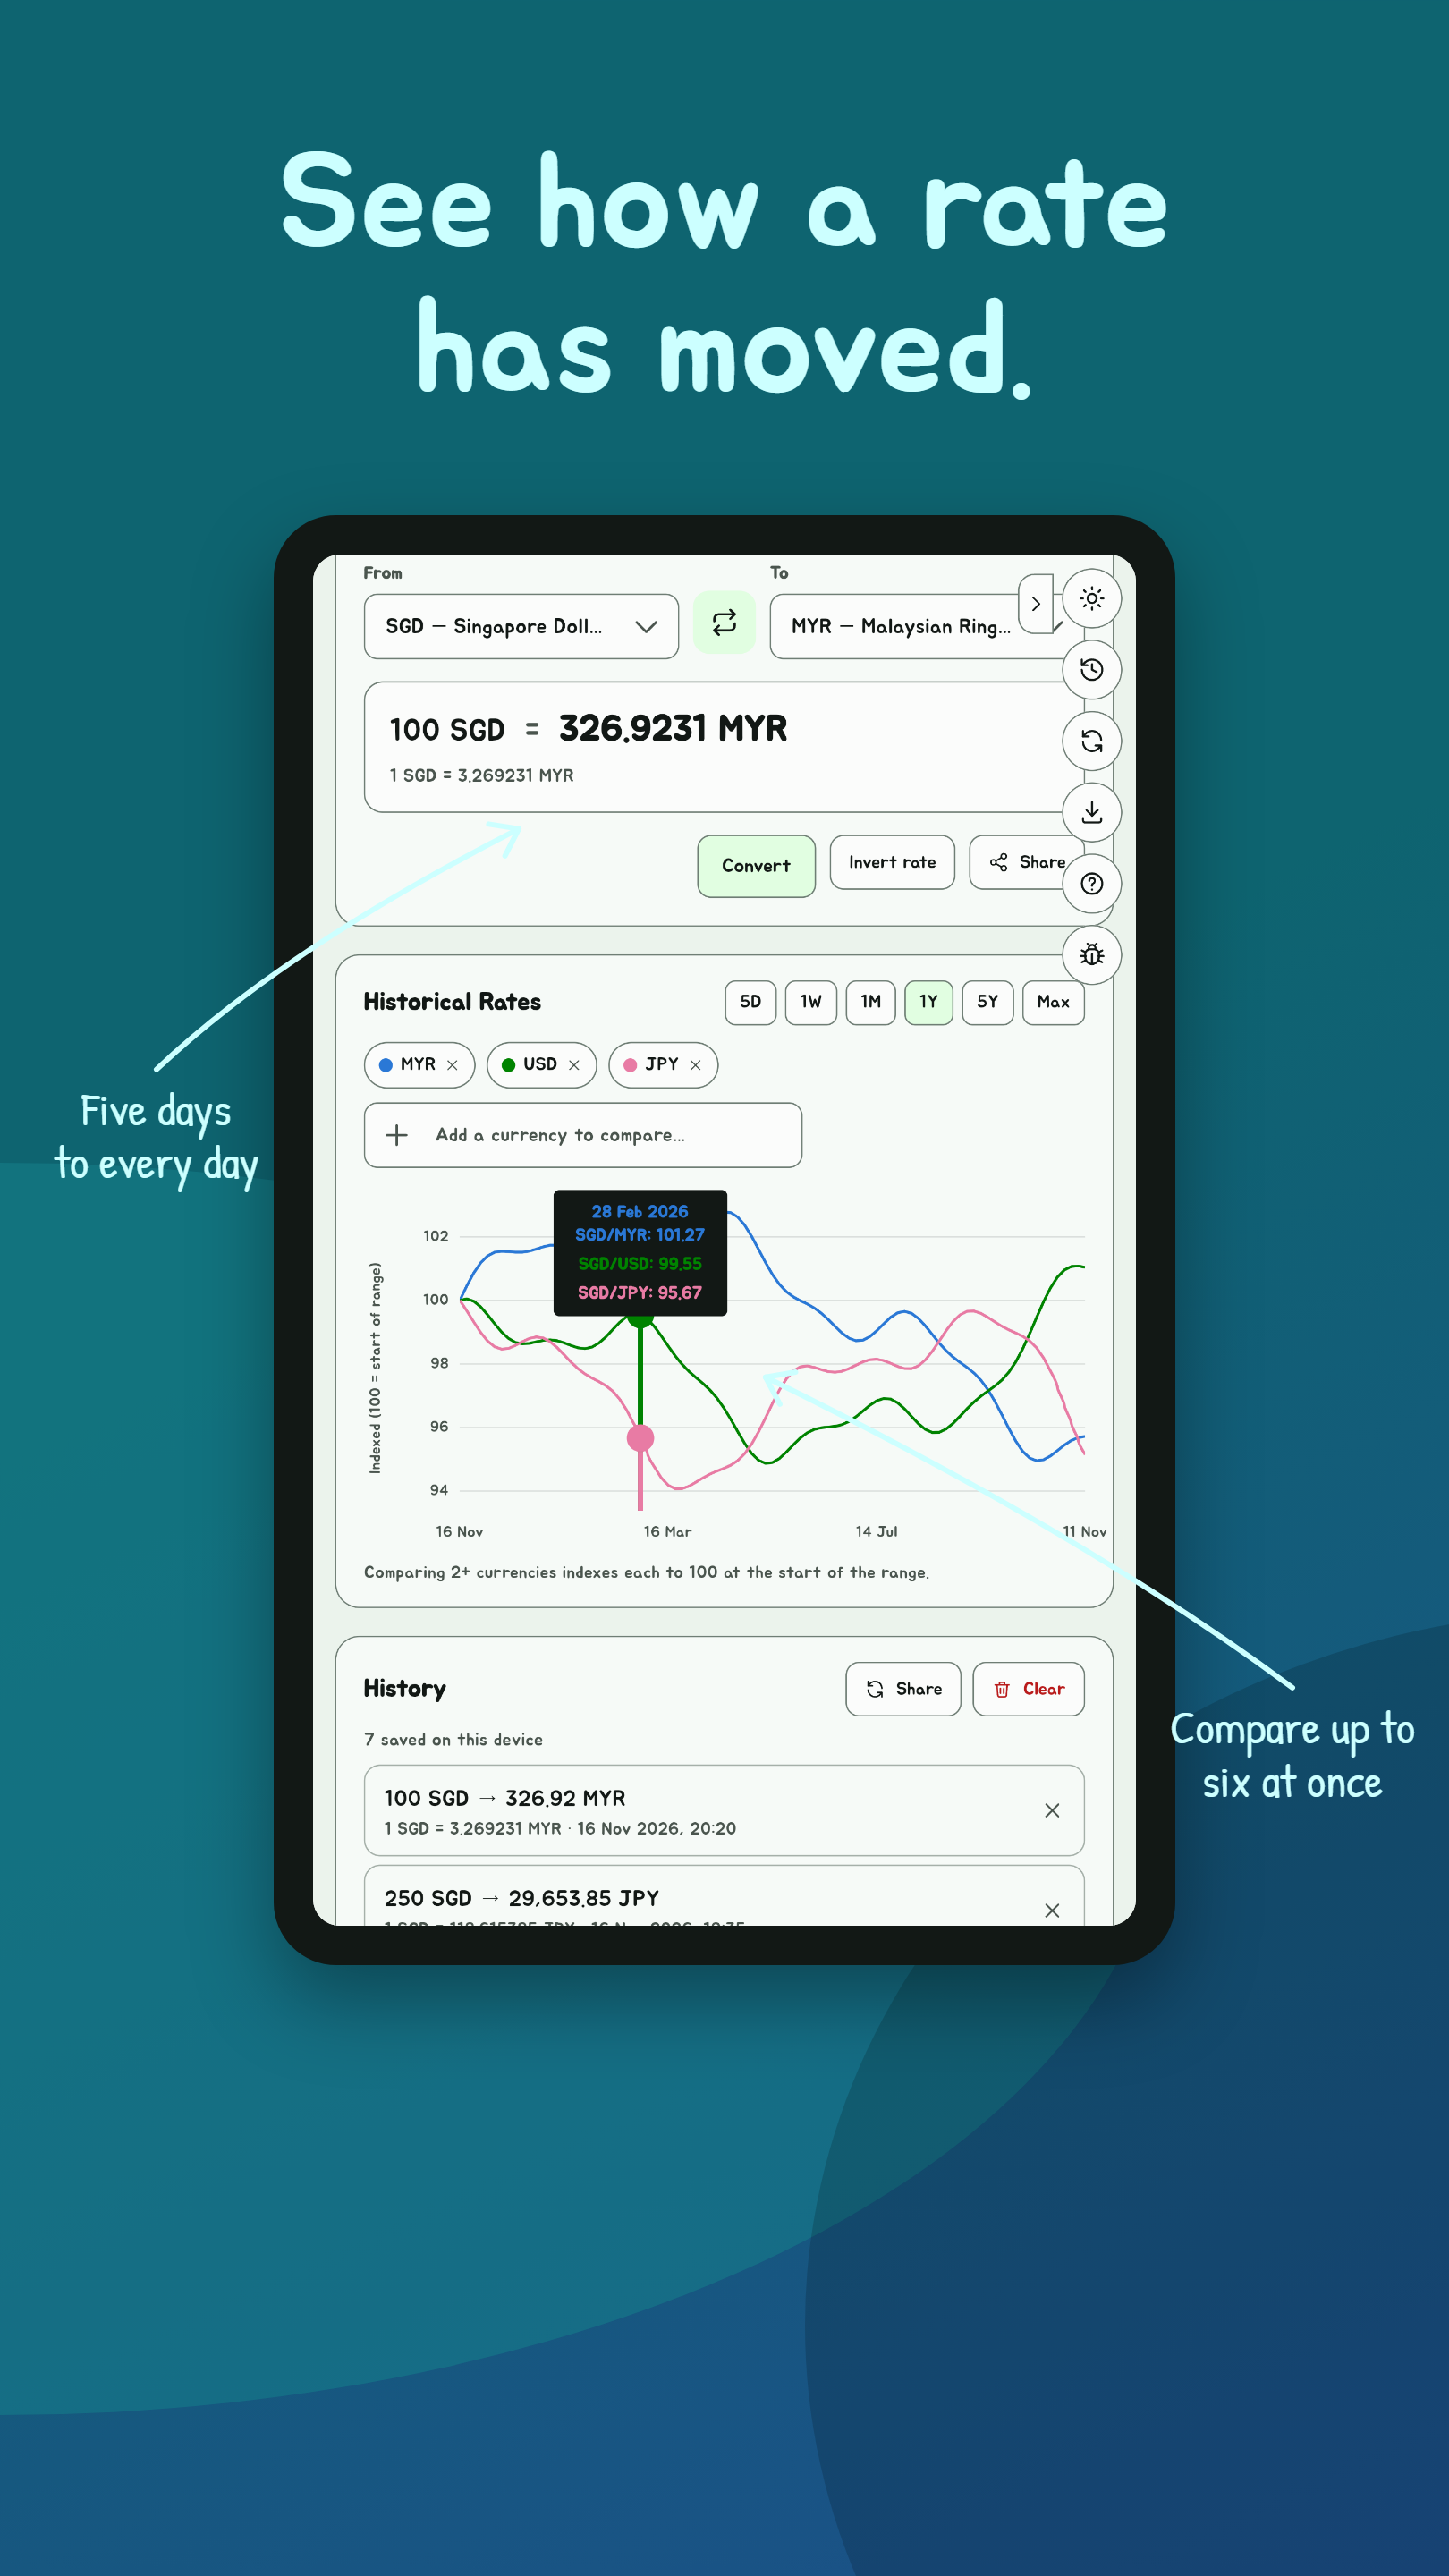 See how a rate
has moved.
From
To
SGD – Singapore Doll...
MYR – Malaysian Ring...
100 SGD = 326.9231 MYR
1 SGD = 3.269231 MYR
Convert
Invert rate
Share
Historical Rates
5D
1W
1M
1Y
5Y
Max
MYR
USD
JPY
Add a currency to compare...
Five days
to every day
28 Feb 2026
SGD/MYR: 101.27
SGD/USD: 99.55
SGD/JPY: 95.67
Indexed (100 = start of range)
102
100
98
96
94
16 Nov
16 Mar
14 Jul
11 Nov
Comparing 2+ currencies indexes each to 100 at the start of the range.
History
Share
Clear
7 saved on this device
Compare up to
six at once
100 SGD → 326.92 MYR
1 SGD = 3.269231 MYR · 16 Nov 2026, 20:20
250 SGD → 29,653.85 JPY